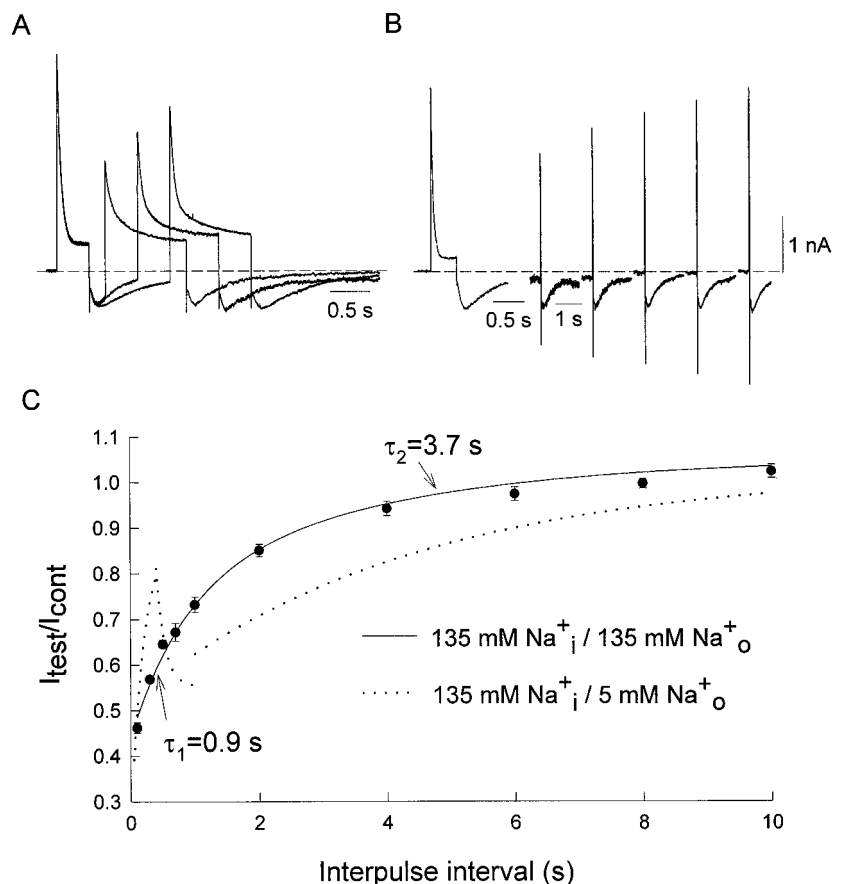 A
B
1 nA
0.5 s
0.5 s
1 s
C
1.1
1.0
0.9
0.8
0.7
0.6
0.5
0.4
0.3
I_test/I_cont
τ₂=3.7 s
τ₁=0.9 s
135 mM Na⁺ᵢ / 135 mM Na⁺ₒ
135 mM Na⁺ᵢ / 5 mM Na⁺ₒ
0 2 4 6 8 10
Interpulse interval (s)